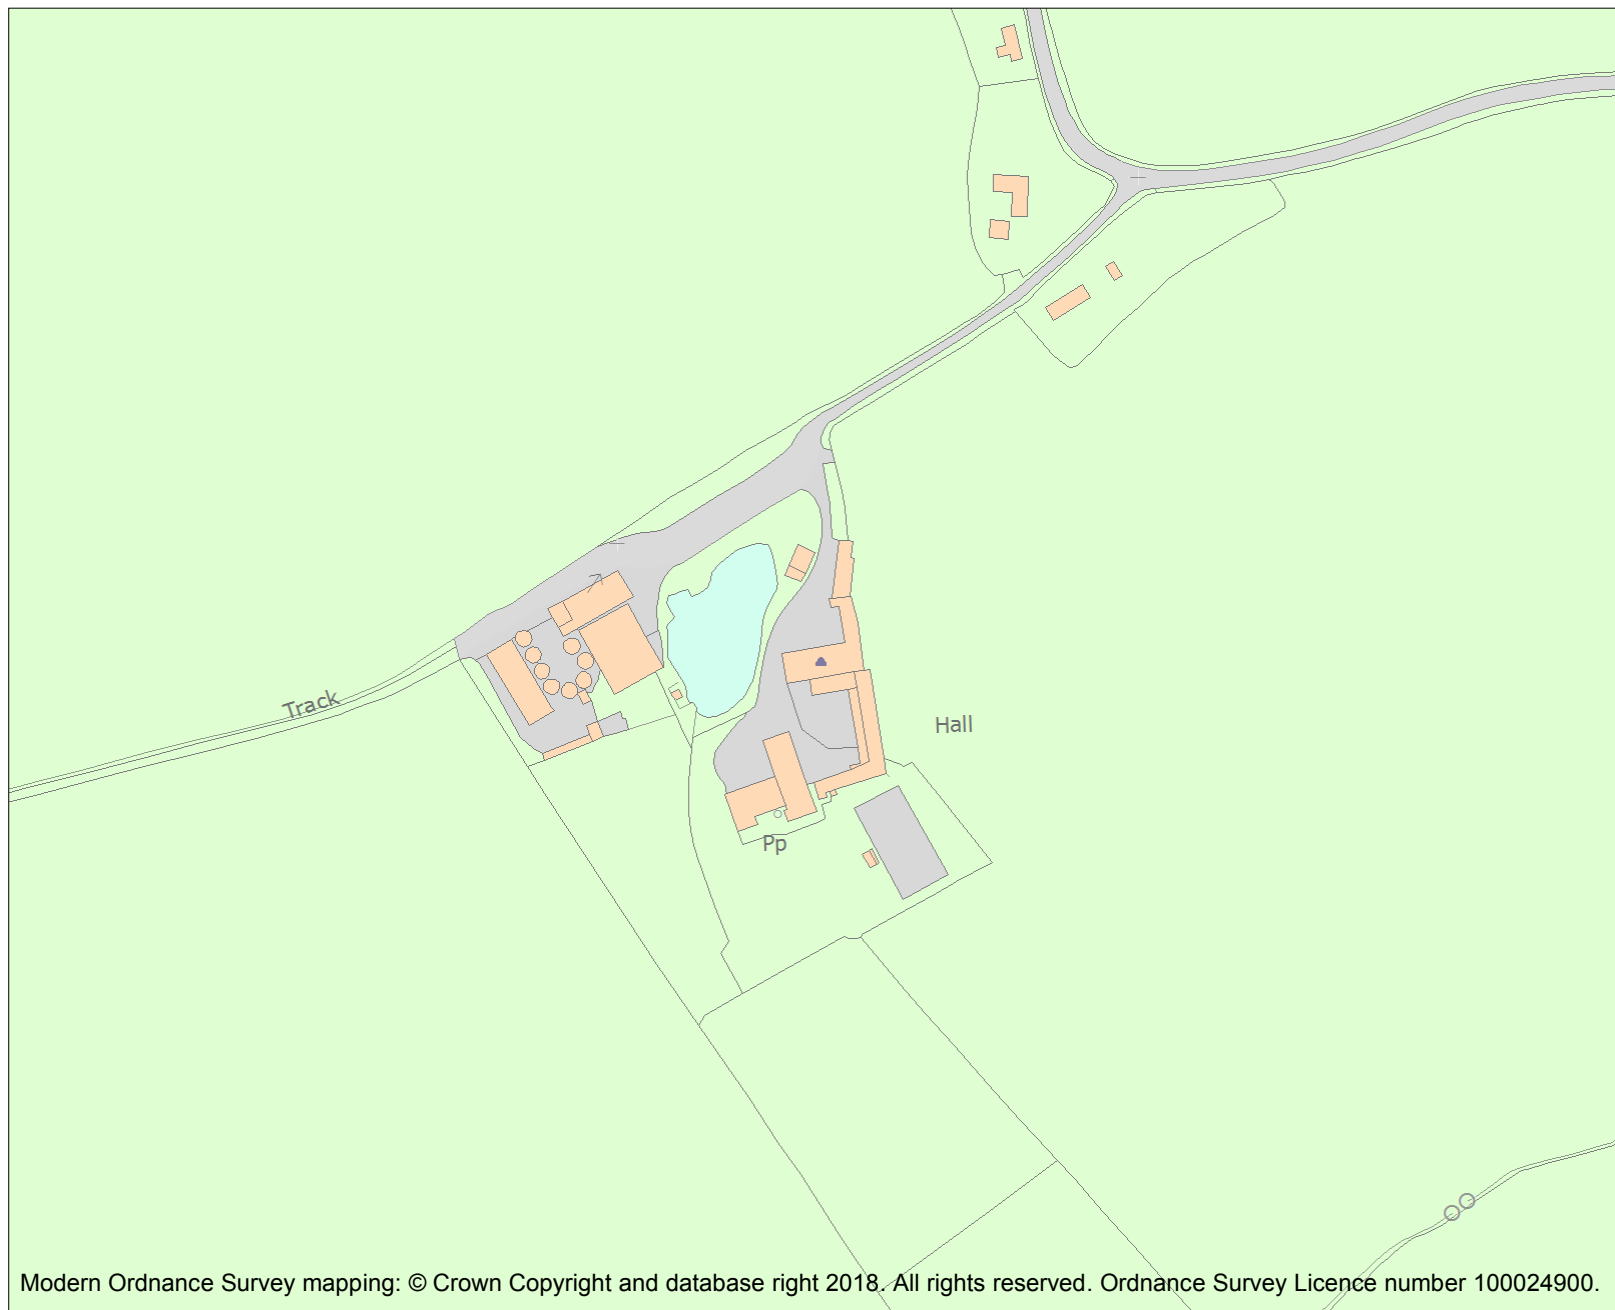 Track
Hall
Pp
Modern Ordnance Survey mapping: © Crown Copyright and database right 2018. All rights reserved. Ordnance Survey Licence number 100024900.